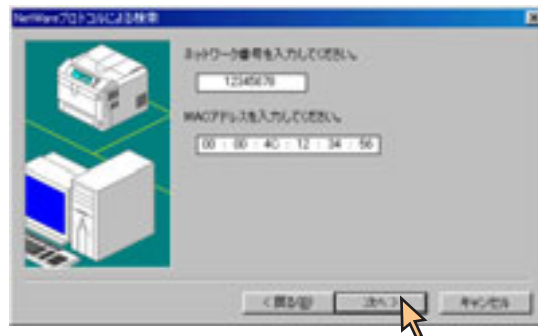 NetWareプロトコルによる検索
ネットワーク番号を入力してください。
12345678
MACアドレスを入力してください。
00 : 00 : 4C : 12 : 34 : 56
< 戻る(B)
次へ >
キャンセル